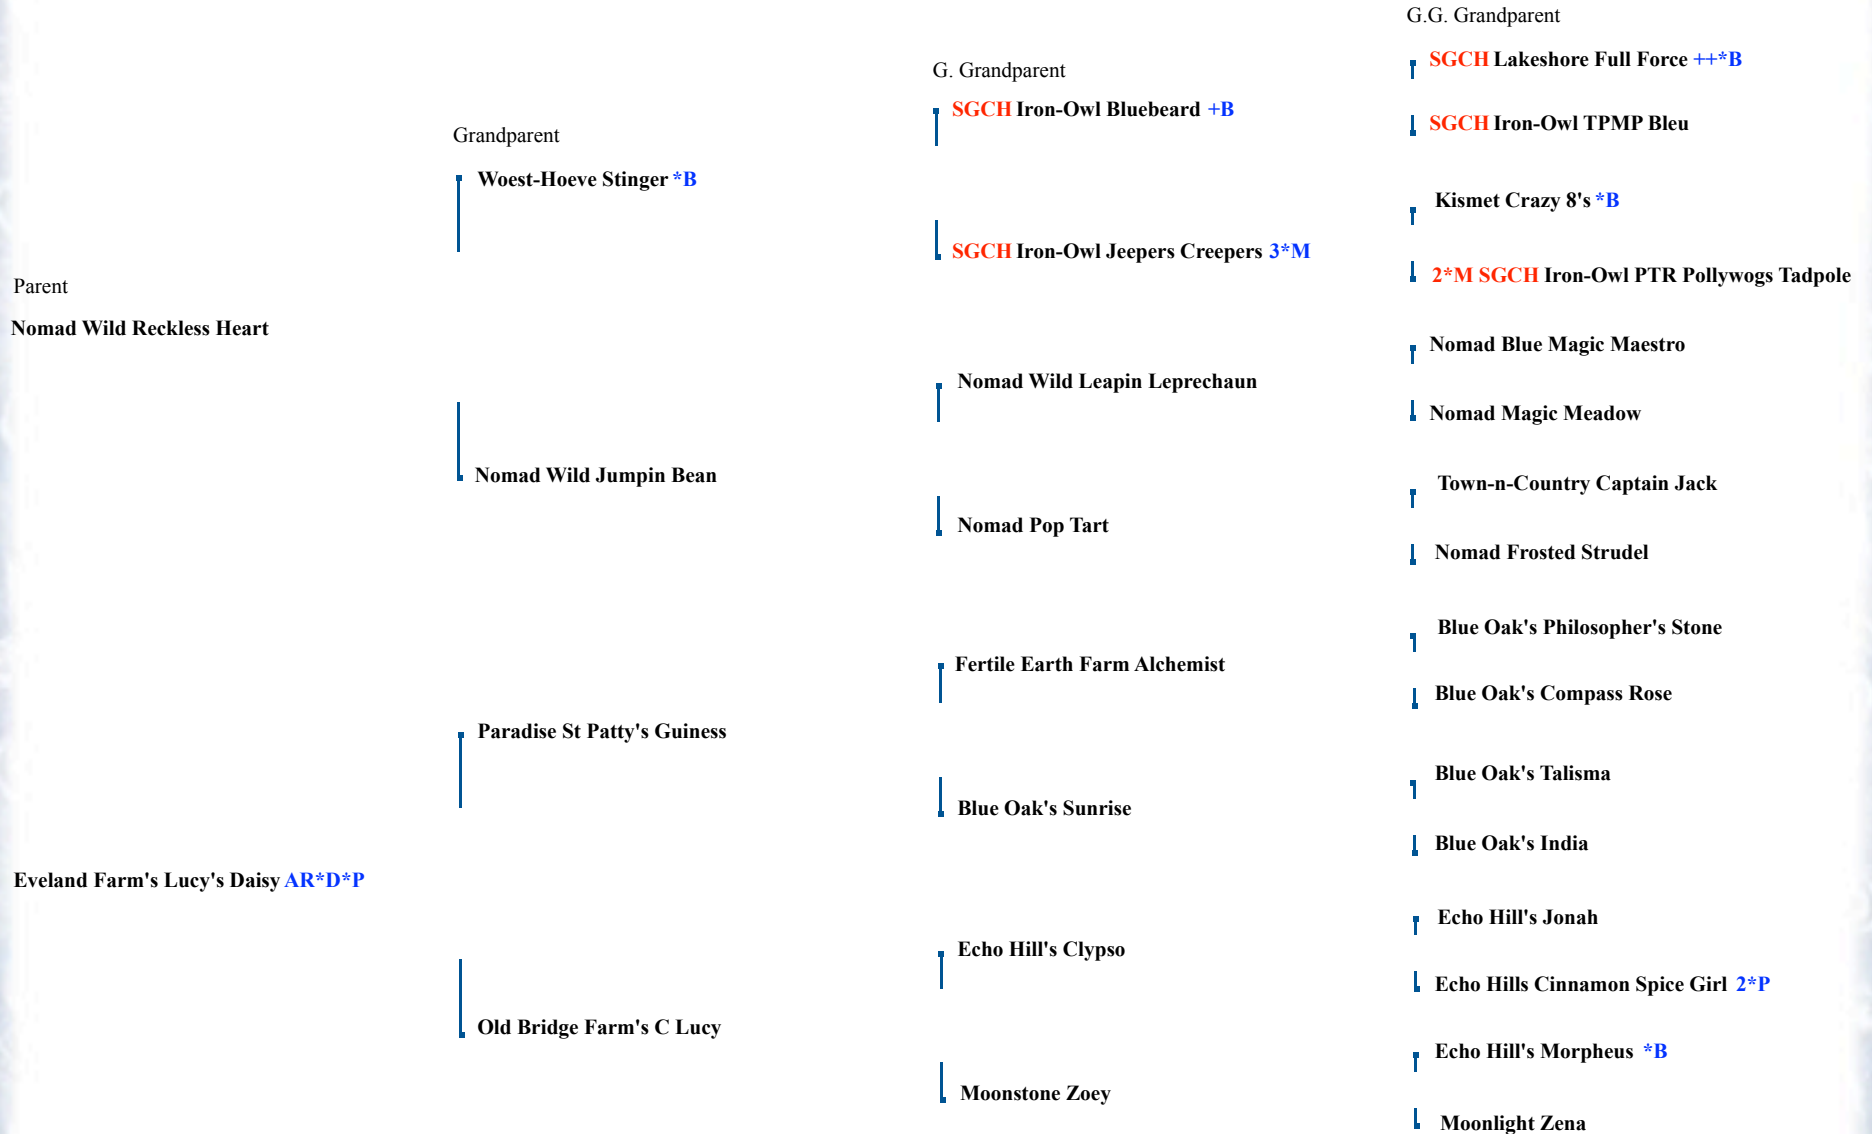 G.G. Grandparent
SGCH Lakeshore Full Force ++*B
G. Grandparent
SGCH Iron-Owl Bluebeard +B
SGCH Iron-Owl TPMP Bleu
Grandparent
Woest-Hoeve Stinger *B
Kismet Crazy 8's *B
SGCH Iron-Owl Jeepers Creepers 3*M
2*M SGCH Iron-Owl PTR Pollywogs Tadpole
Parent
Nomad Wild Reckless Heart
Nomad Blue Magic Maestro
Nomad Wild Leapin Leprechaun
Nomad Magic Meadow
Nomad Wild Jumpin Bean
Town-n-Country Captain Jack
Nomad Pop Tart
Nomad Frosted Strudel
Blue Oak's Philosopher's Stone
Fertile Earth Farm Alchemist
Blue Oak's Compass Rose
Paradise St Patty's Guiness
Blue Oak's Talisma
Blue Oak's Sunrise
Blue Oak's India
Eveland Farm's Lucy's Daisy AR*D*P
Echo Hill's Jonah
Echo Hill's Clypso
Echo Hills Cinnamon Spice Girl 2*P
Old Bridge Farm's C Lucy
Echo Hill's Morpheus *B
Moonstone Zoey
Moonlight Zena